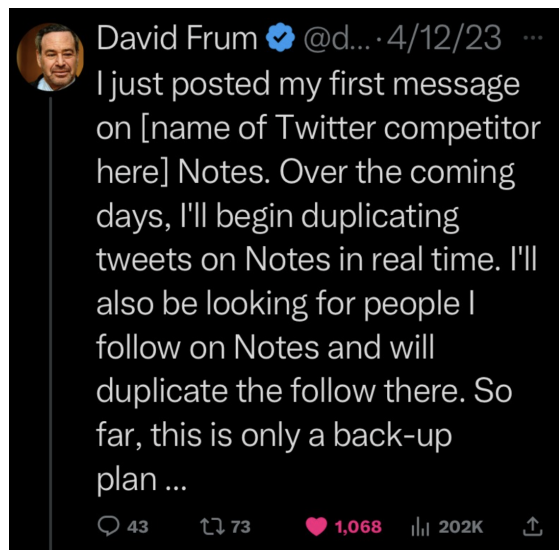 David Frum @d... · 4/12/23 ...
I just posted my first message
on [name of Twitter competitor
here] Notes. Over the coming
days, I'll begin duplicating
tweets on Notes in real time. I'll
also be looking for people I
follow on Notes and will
duplicate the follow there. So
far, this is only a back-up
plan ...
43 73 1,068 202K